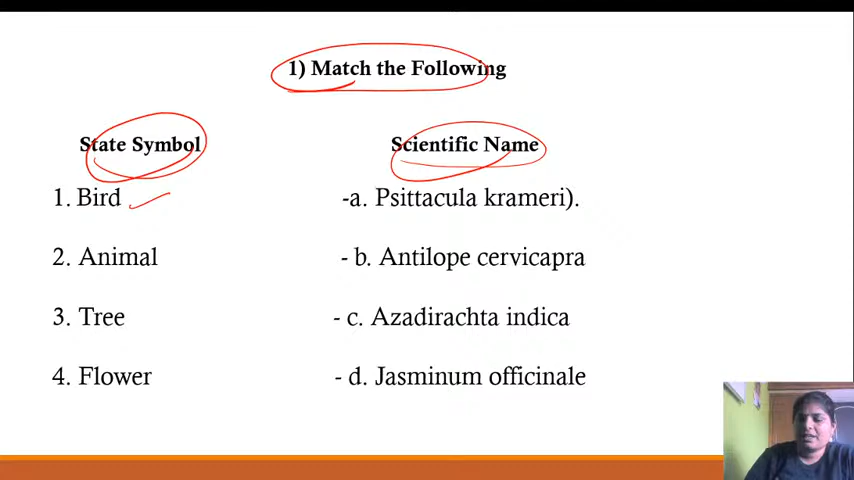 1) Match the Following
State Symbol Scientific Name
1. Bird -a. Psittacula krameri).
2. Animal - b. Antilope cervicapra
3. Tree - c. Azadirachta indica
4. Flower - d. Jasminum officinale